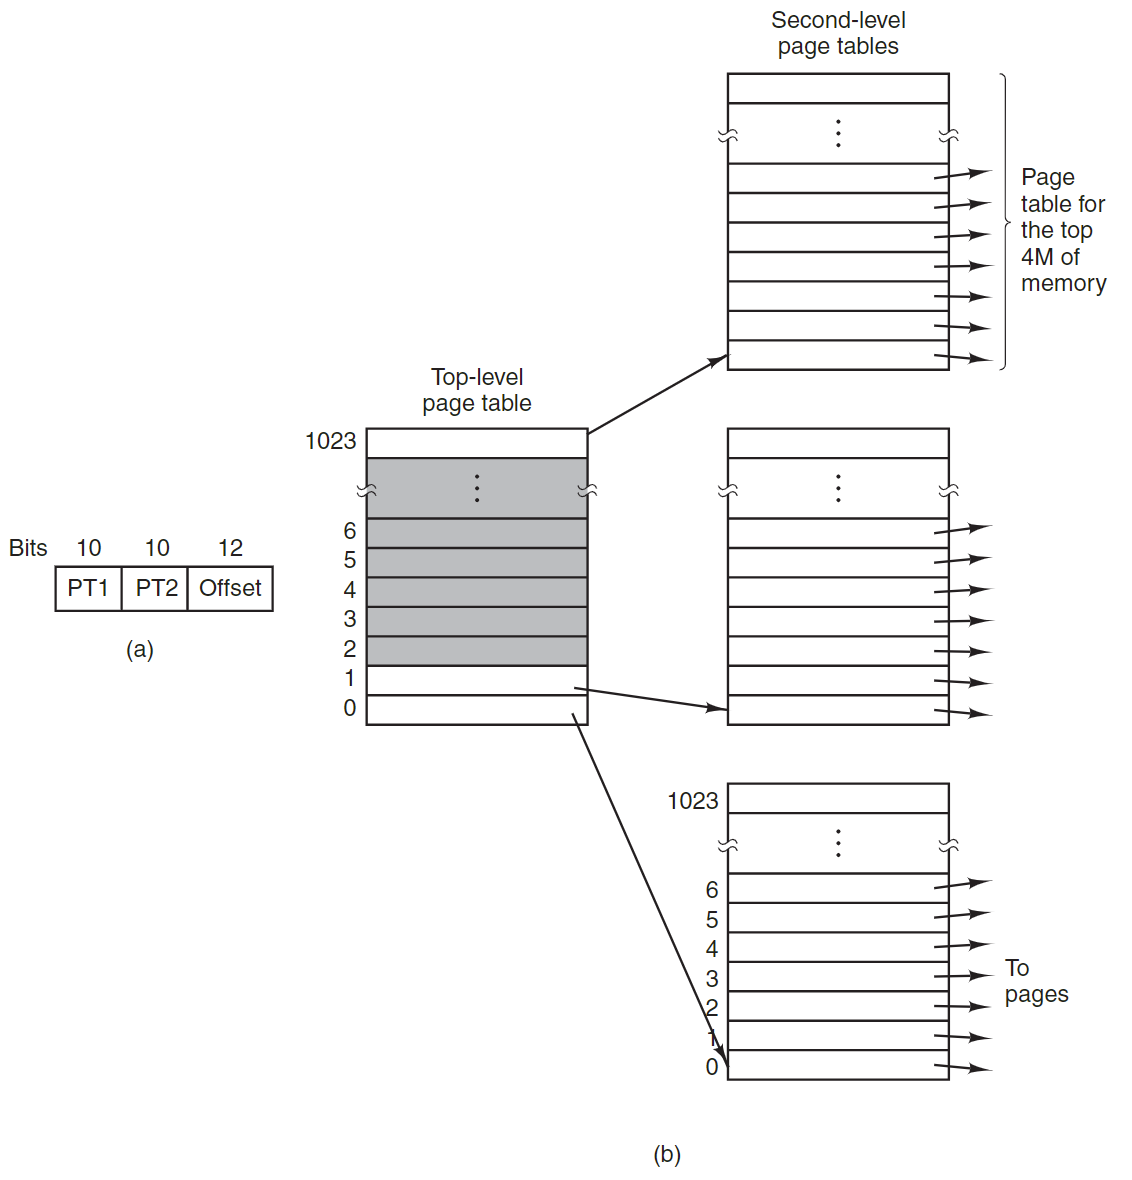 Second-level
page tables
Page
table for
the top
4M of
memory
Top-level
page table
1023
6
5
4
3
2
1
0
Bits 10 10 12
PT1 PT2 Offset
(a)
1023
6
5
4
3
2
1
0
To
pages
(b)